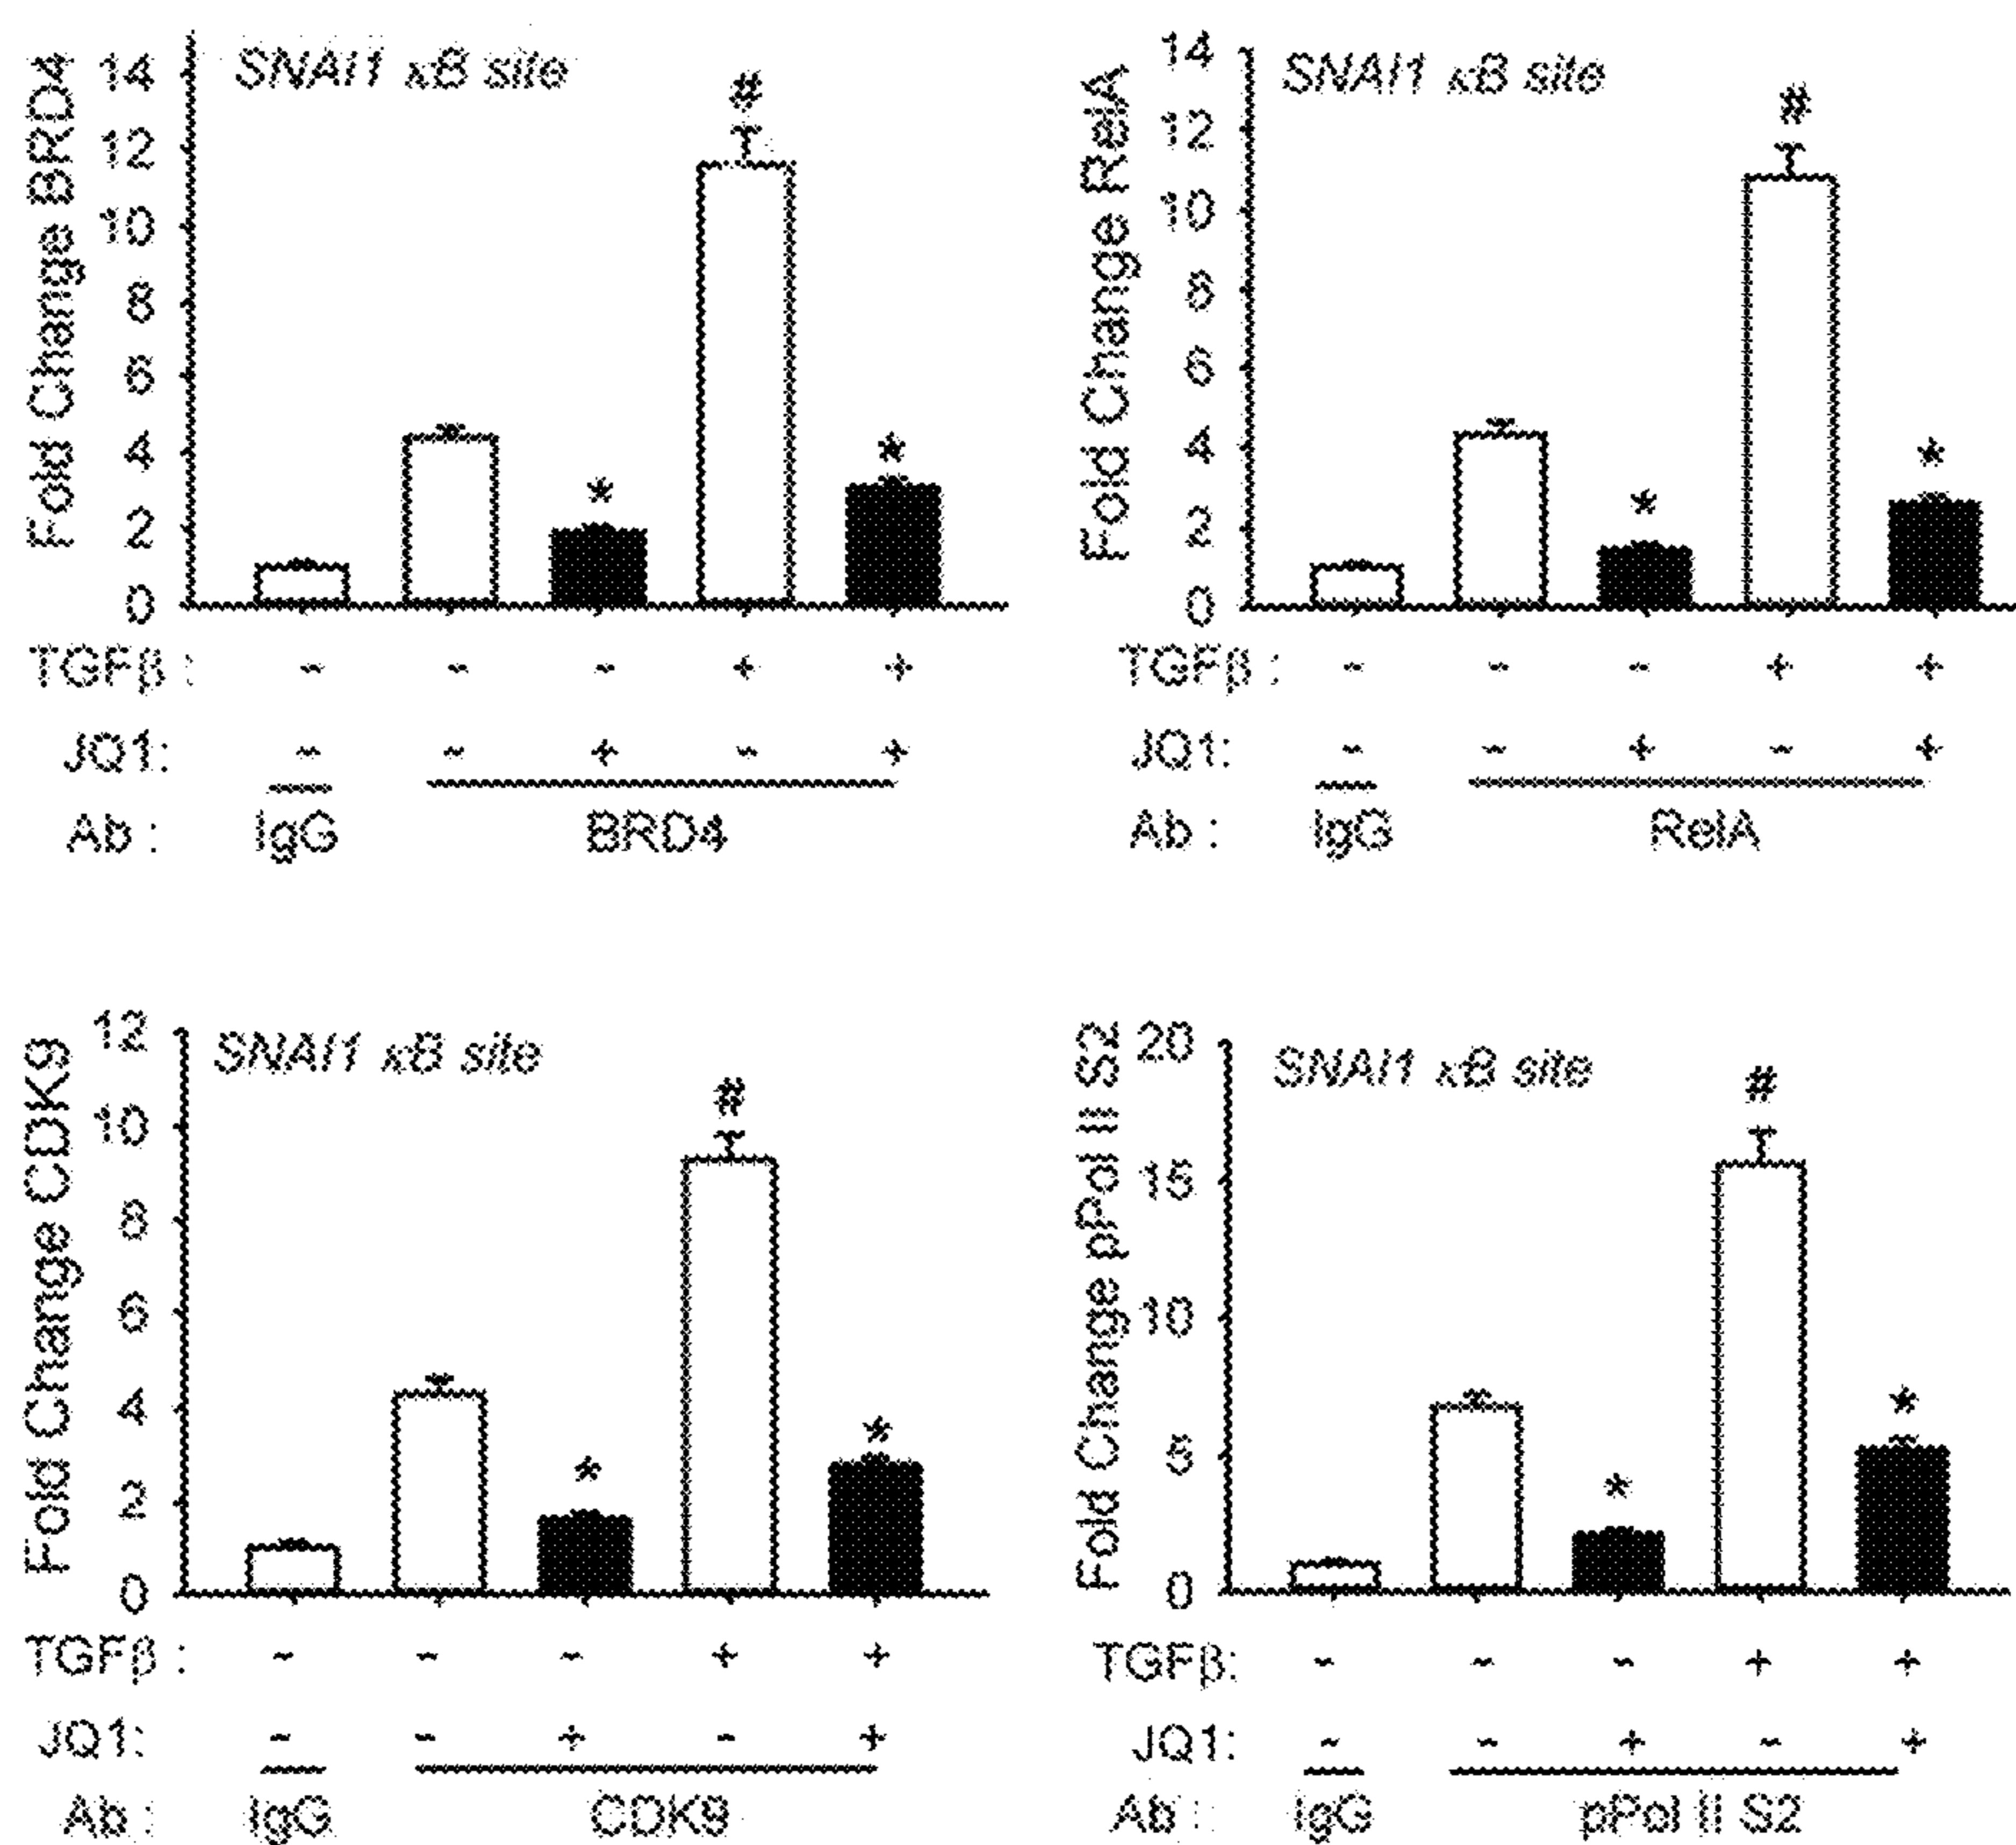 Fold Change BRD4
SNAI1 κB site
14
12
10
8
6
4
2
0
#
*
*
TGFβ : - - - + +
JQ1: - - + - +
Ab : IgG BRD4
Fold Change RelA
SNAI1 κB site
14
12
10
8
6
4
2
0
#
*
*
TGFβ : - - - + +
JQ1: - - + - +
Ab : IgG RelA
Fold Change CDK9
SNAI1 κB site
12
10
8
6
4
2
0
#
*
*
TGFβ : - - - + +
JQ1: - - + - +
Ab : IgG CDK9
Fold Change pPol II S2
SNAI1 κB site
20
15
10
5
0
#
*
*
TGFβ: - - - + +
JQ1: - - + - +
Ab : IgG pPol II S2